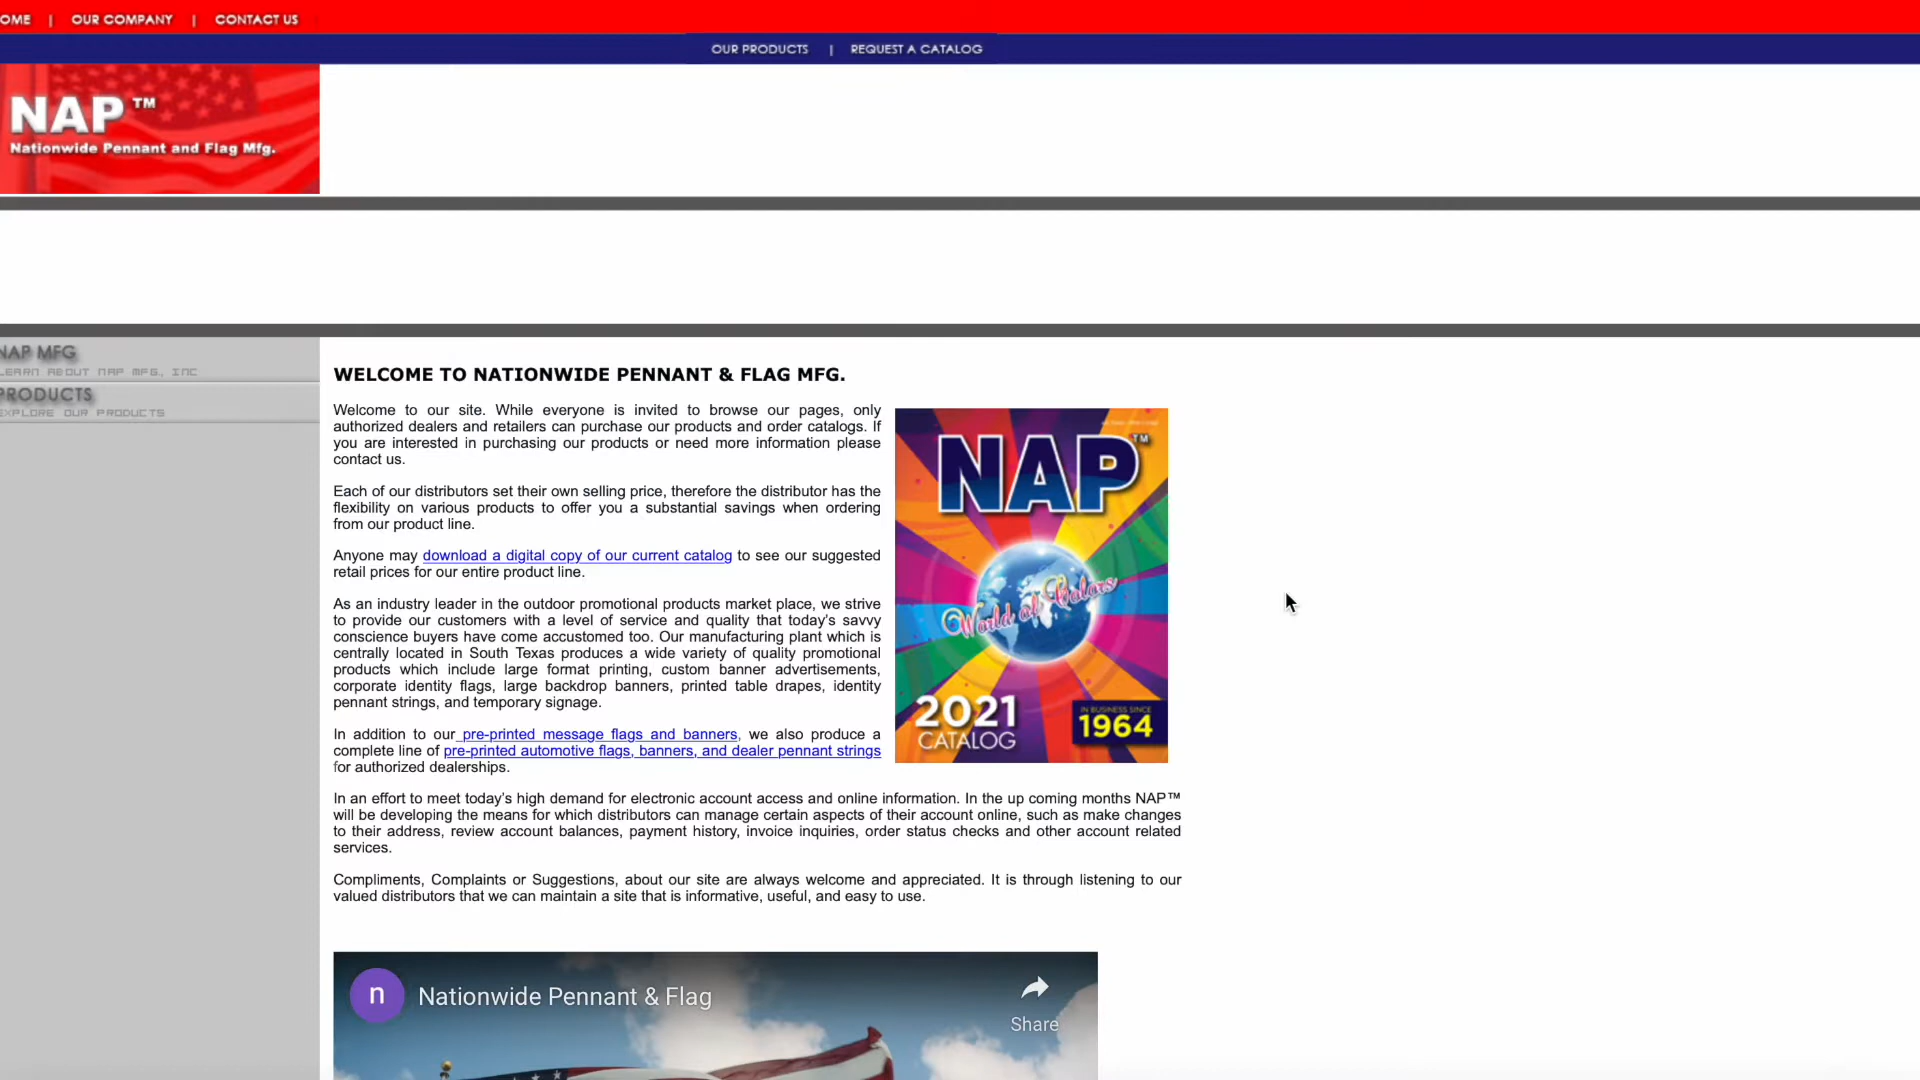 OME | OUR COMPANY | CONTACT US
OUR PRODUCTS | REQUEST A CATALOG
NAP™
Nationwide Pennant and Flag Mfg.
NAP MFG
LEARN ABOUT NAP MFG., INC
PRODUCTS
EXPLORE OUR PRODUCTS
WELCOME TO NATIONWIDE PENNANT & FLAG MFG.
Welcome to our site. While everyone is invited to browse our pages, only
authorized dealers and retailers can purchase our products and order catalogs. If
you are interested in purchasing our products or need more information please
contact us.
Each of our distributors set their own selling price, therefore the distributor has the
flexibility on various products to offer you a substantial savings when ordering
from our product line.
Anyone may download a digital copy of our current catalog to see our suggested
retail prices for our entire product line.
As an industry leader in the outdoor promotional products market place, we strive
to provide our customers with a level of service and quality that today's savvy
conscience buyers have come accustomed too. Our manufacturing plant which is
centrally located in South Texas produces a wide variety of quality promotional
products which include large format printing, custom banner advertisements,
corporate identity flags, large backdrop banners, printed table drapes, identity
pennant strings, and temporary signage.
In addition to our pre-printed message flags and banners, we also produce a
complete line of pre-printed automotive flags, banners, and dealer pennant strings
for authorized dealerships.
NAP™
World of Colors
2021
CATALOG
IN BUSINESS SINCE
1964
In an effort to meet today's high demand for electronic account access and online information. In the up coming months NAP™
will be developing the means for which distributors can manage certain aspects of their account online, such as make changes
to their address, review account balances, payment history, invoice inquiries, order status checks and other account related
services.
Compliments, Complaints or Suggestions, about our site are always welcome and appreciated. It is through listening to our
valued distributors that we can maintain a site that is informative, useful, and easy to use.
n
Nationwide Pennant & Flag
Share